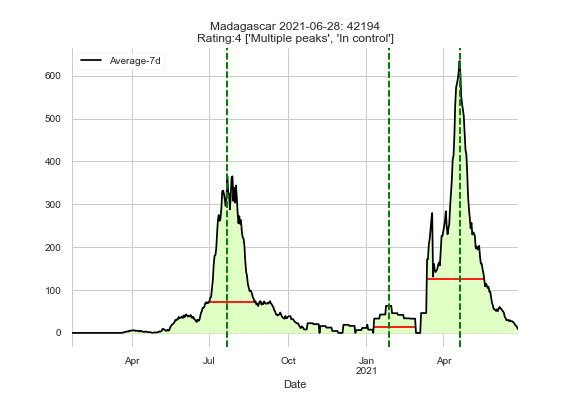 Madagascar 2021-06-28: 42194
Rating:4 ['Multiple peaks', 'In control']
Average-7d
600
500
400
300
200
100
0
Apr
Jul
Oct
Jan
2021
Apr
Date